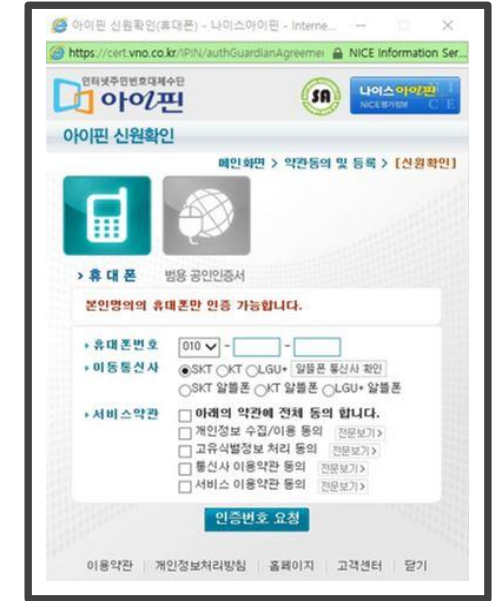 아이핀 신원확인(휴대폰) - 나이스아이핀 - Interne...
https://cert.vno.co.kr/IPIN/authGuardianAgreemei NICE Information Ser...
인터넷주민번호대체수단
아이핀
SA
나이스아이핀
NICE평가정보
아이핀 신원확인
메인화면 > 약관동의 및 등록 > [신원확인]
휴대폰 범용 공인인증서
본인명의의 휴대폰만 인증 가능합니다.
휴대폰번호 010 - -
이동통신사 SKT KT LGU+ 알뜰폰 통신사 확인
SKT 알뜰폰 KT 알뜰폰 LGU+ 알뜰폰
서비스약관 아래의 약관에 전체 동의 합니다.
개인정보 수집/이용 동의 전문보기>
고유식별정보 처리 동의 전문보기>
통신사 이용약관 동의 전문보기>
서비스 이용약관 동의 전문보기>
인증번호 요청
이용약관 개인정보처리방침 홈페이지 고객센터 닫기